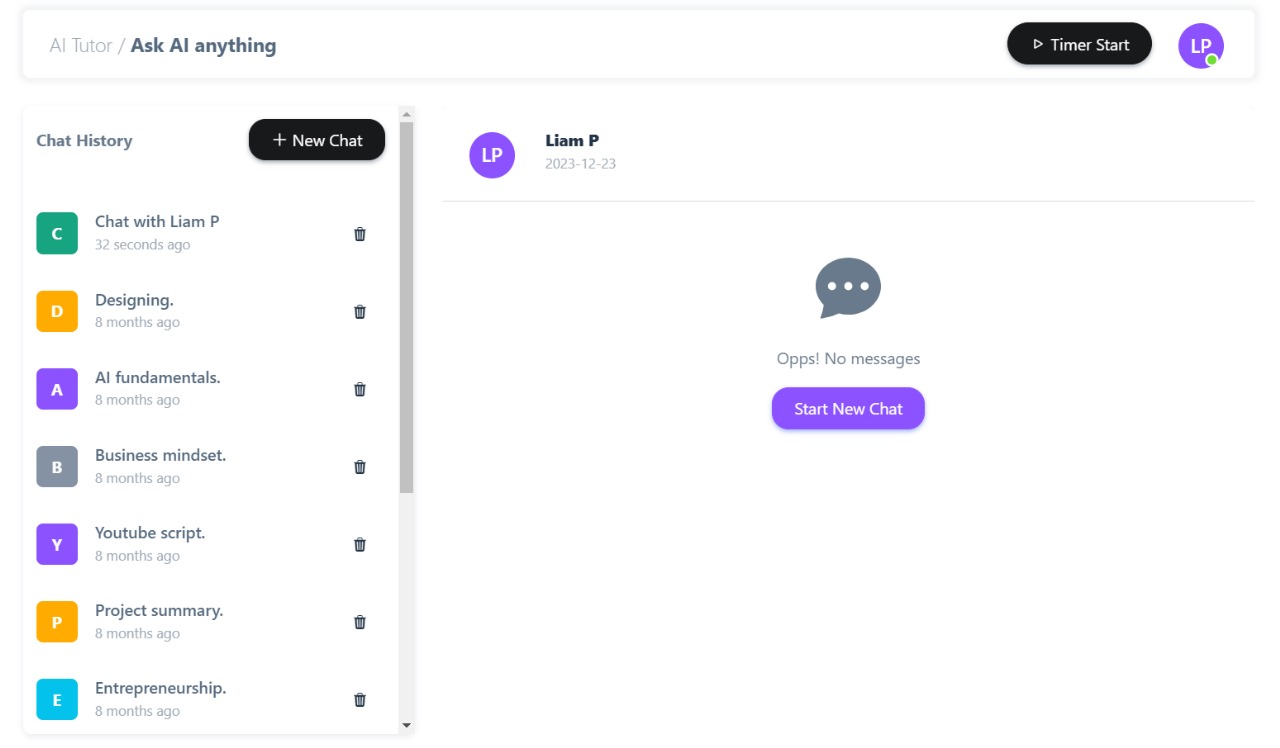 AI Tutor / Ask AI anything
Timer Start
LP
Chat History
+ New Chat
C
Chat with Liam P
32 seconds ago
D
Designing.
8 months ago
A
AI fundamentals.
8 months ago
B
Business mindset.
8 months ago
Y
Youtube script.
8 months ago
P
Project summary.
8 months ago
E
Entrepreneurship.
8 months ago
LP
Liam P
2023-12-23
Opps! No messages
Start New Chat